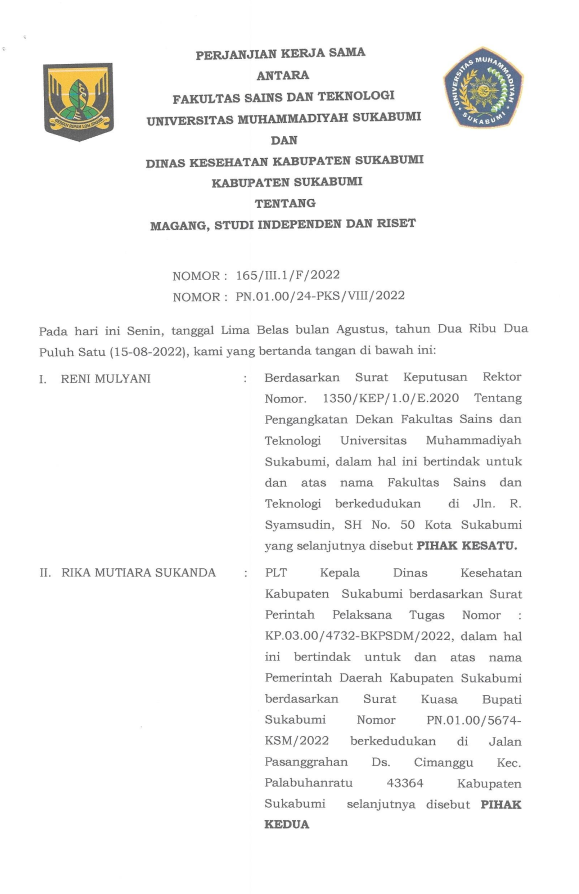 PERJANJIAN KERJA SAMA
ANTARA
FAKULTAS SAINS DAN TEKNOLOGI
UNIVERSITAS MUHAMMADIYAH SUKABUMI
DAN
DINAS KESEHATAN KABUPATEN SUKABUMI
KABUPATEN SUKABUMI
TENTANG
MAGANG, STUDI INDEPENDEN DAN RISET
UNIVERSITAS MUHAMMADIYAH
SUKABUMI
NOMOR : 165/III.1/F/2022
NOMOR : PN.01.00/24-PKS/VIII/2022
Pada hari ini Senin, tanggal Lima Belas bulan Agustus, tahun Dua Ribu Dua
Puluh Satu (15-08-2022), kami yang bertanda tangan di bawah ini:
I. RENI MULYANI : Berdasarkan Surat Keputusan Rektor
Nomor. 1350/KEP/1.0/E.2020 Tentang
Pengangkatan Dekan Fakultas Sains dan
Teknologi Universitas Muhammadiyah
Sukabumi, dalam hal ini bertindak untuk
dan atas nama Fakultas Sains dan
Teknologi berkedudukan di Jln. R.
Syamsudin, SH No. 50 Kota Sukabumi
yang selanjutnya disebut PIHAK KESATU.
II. RIKA MUTIARA SUKANDA : PLT Kepala Dinas Kesehatan
Kabupaten Sukabumi berdasarkan Surat
Perintah Pelaksana Tugas Nomor :
KP.03.00/4732-BKPSDM/2022, dalam hal
ini bertindak untuk dan atas nama
Pemerintah Daerah Kabupaten Sukabumi
berdasarkan Surat Kuasa Bupati
Sukabumi Nomor PN.01.00/5674-
KSM/2022 berkedudukan di Jalan
Pasanggrahan Ds. Cimanggu Kec.
Palabuhanratu 43364 Kabupaten
Sukabumi selanjutnya disebut PIHAK
KEDUA